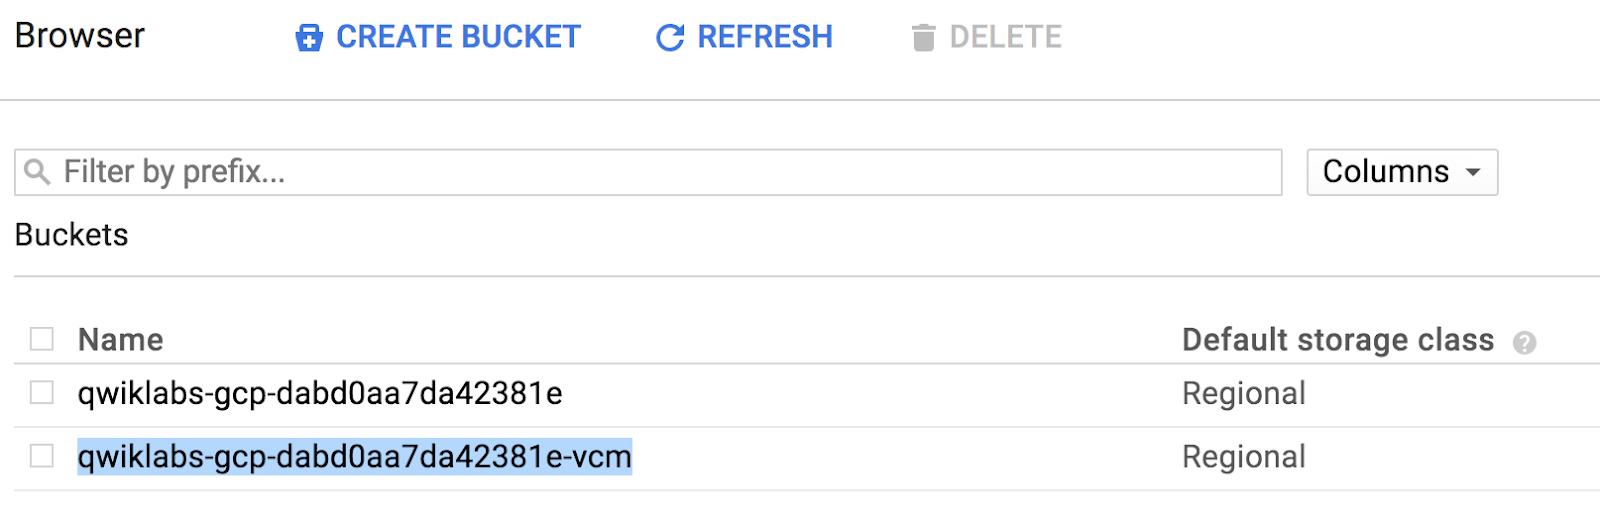 Browser CREATE BUCKET REFRESH DELETE
Filter by prefix... Columns
Buckets
Name Default storage class ?
qwiklabs-gcp-dabd0aa7da42381e Regional
qwiklabs-gcp-dabd0aa7da42381e-vcm Regional